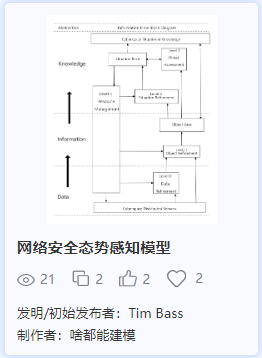 Abstraction
Information Flow Block Diagram
Cyberspace Situational Knowledge
Knowledge
Situation Base
Level 3
Threat
Assessment
Level 4
Resource
Management
Level 2
Situation Refinement
Object Base
Information
Level 1
Object Refinement
Level 0
Data
Refinement
Data
Cyberspace Distributed Sensors
网络安全态势感知模型
21 2 2 2
发明/初始发布者：Tim Bass
制作者：啥都能建模